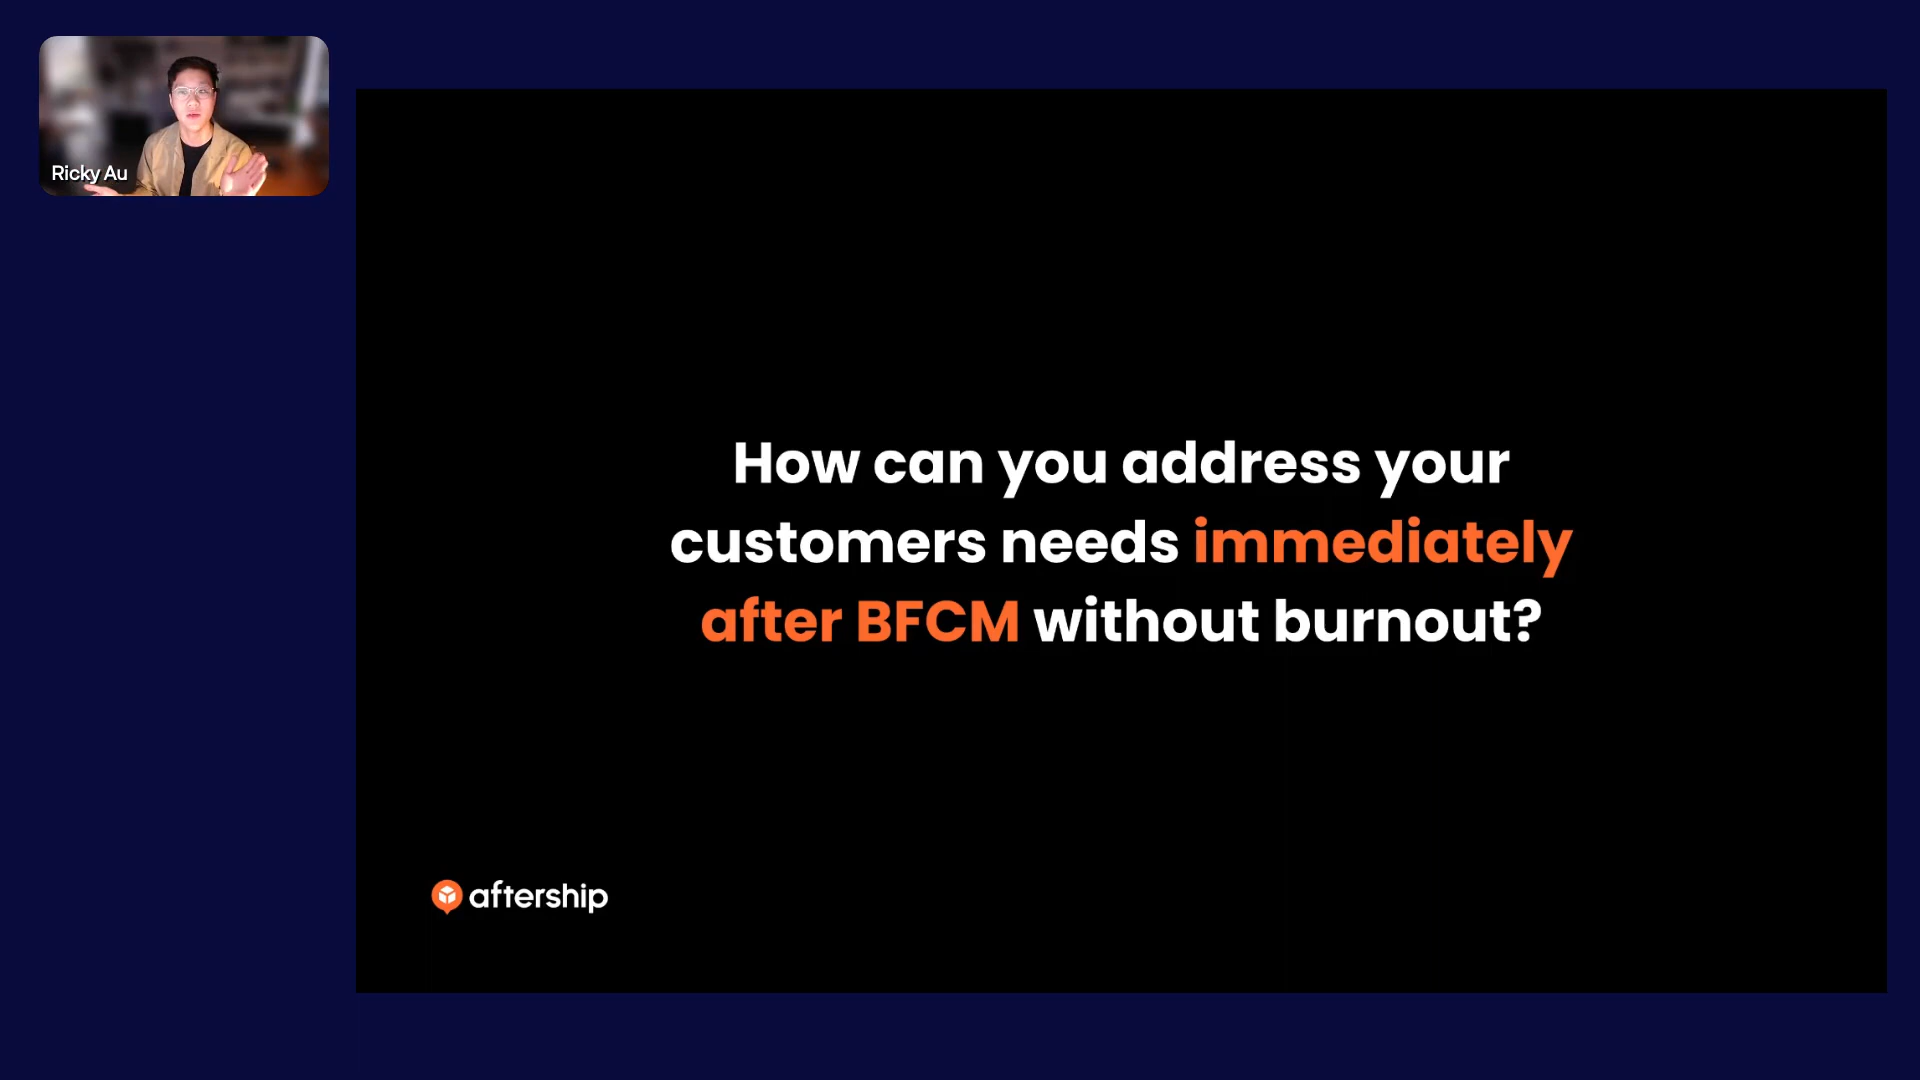 Ricky Au
How can you address your
customers needs immediately
after BFCM without burnout?
aftership